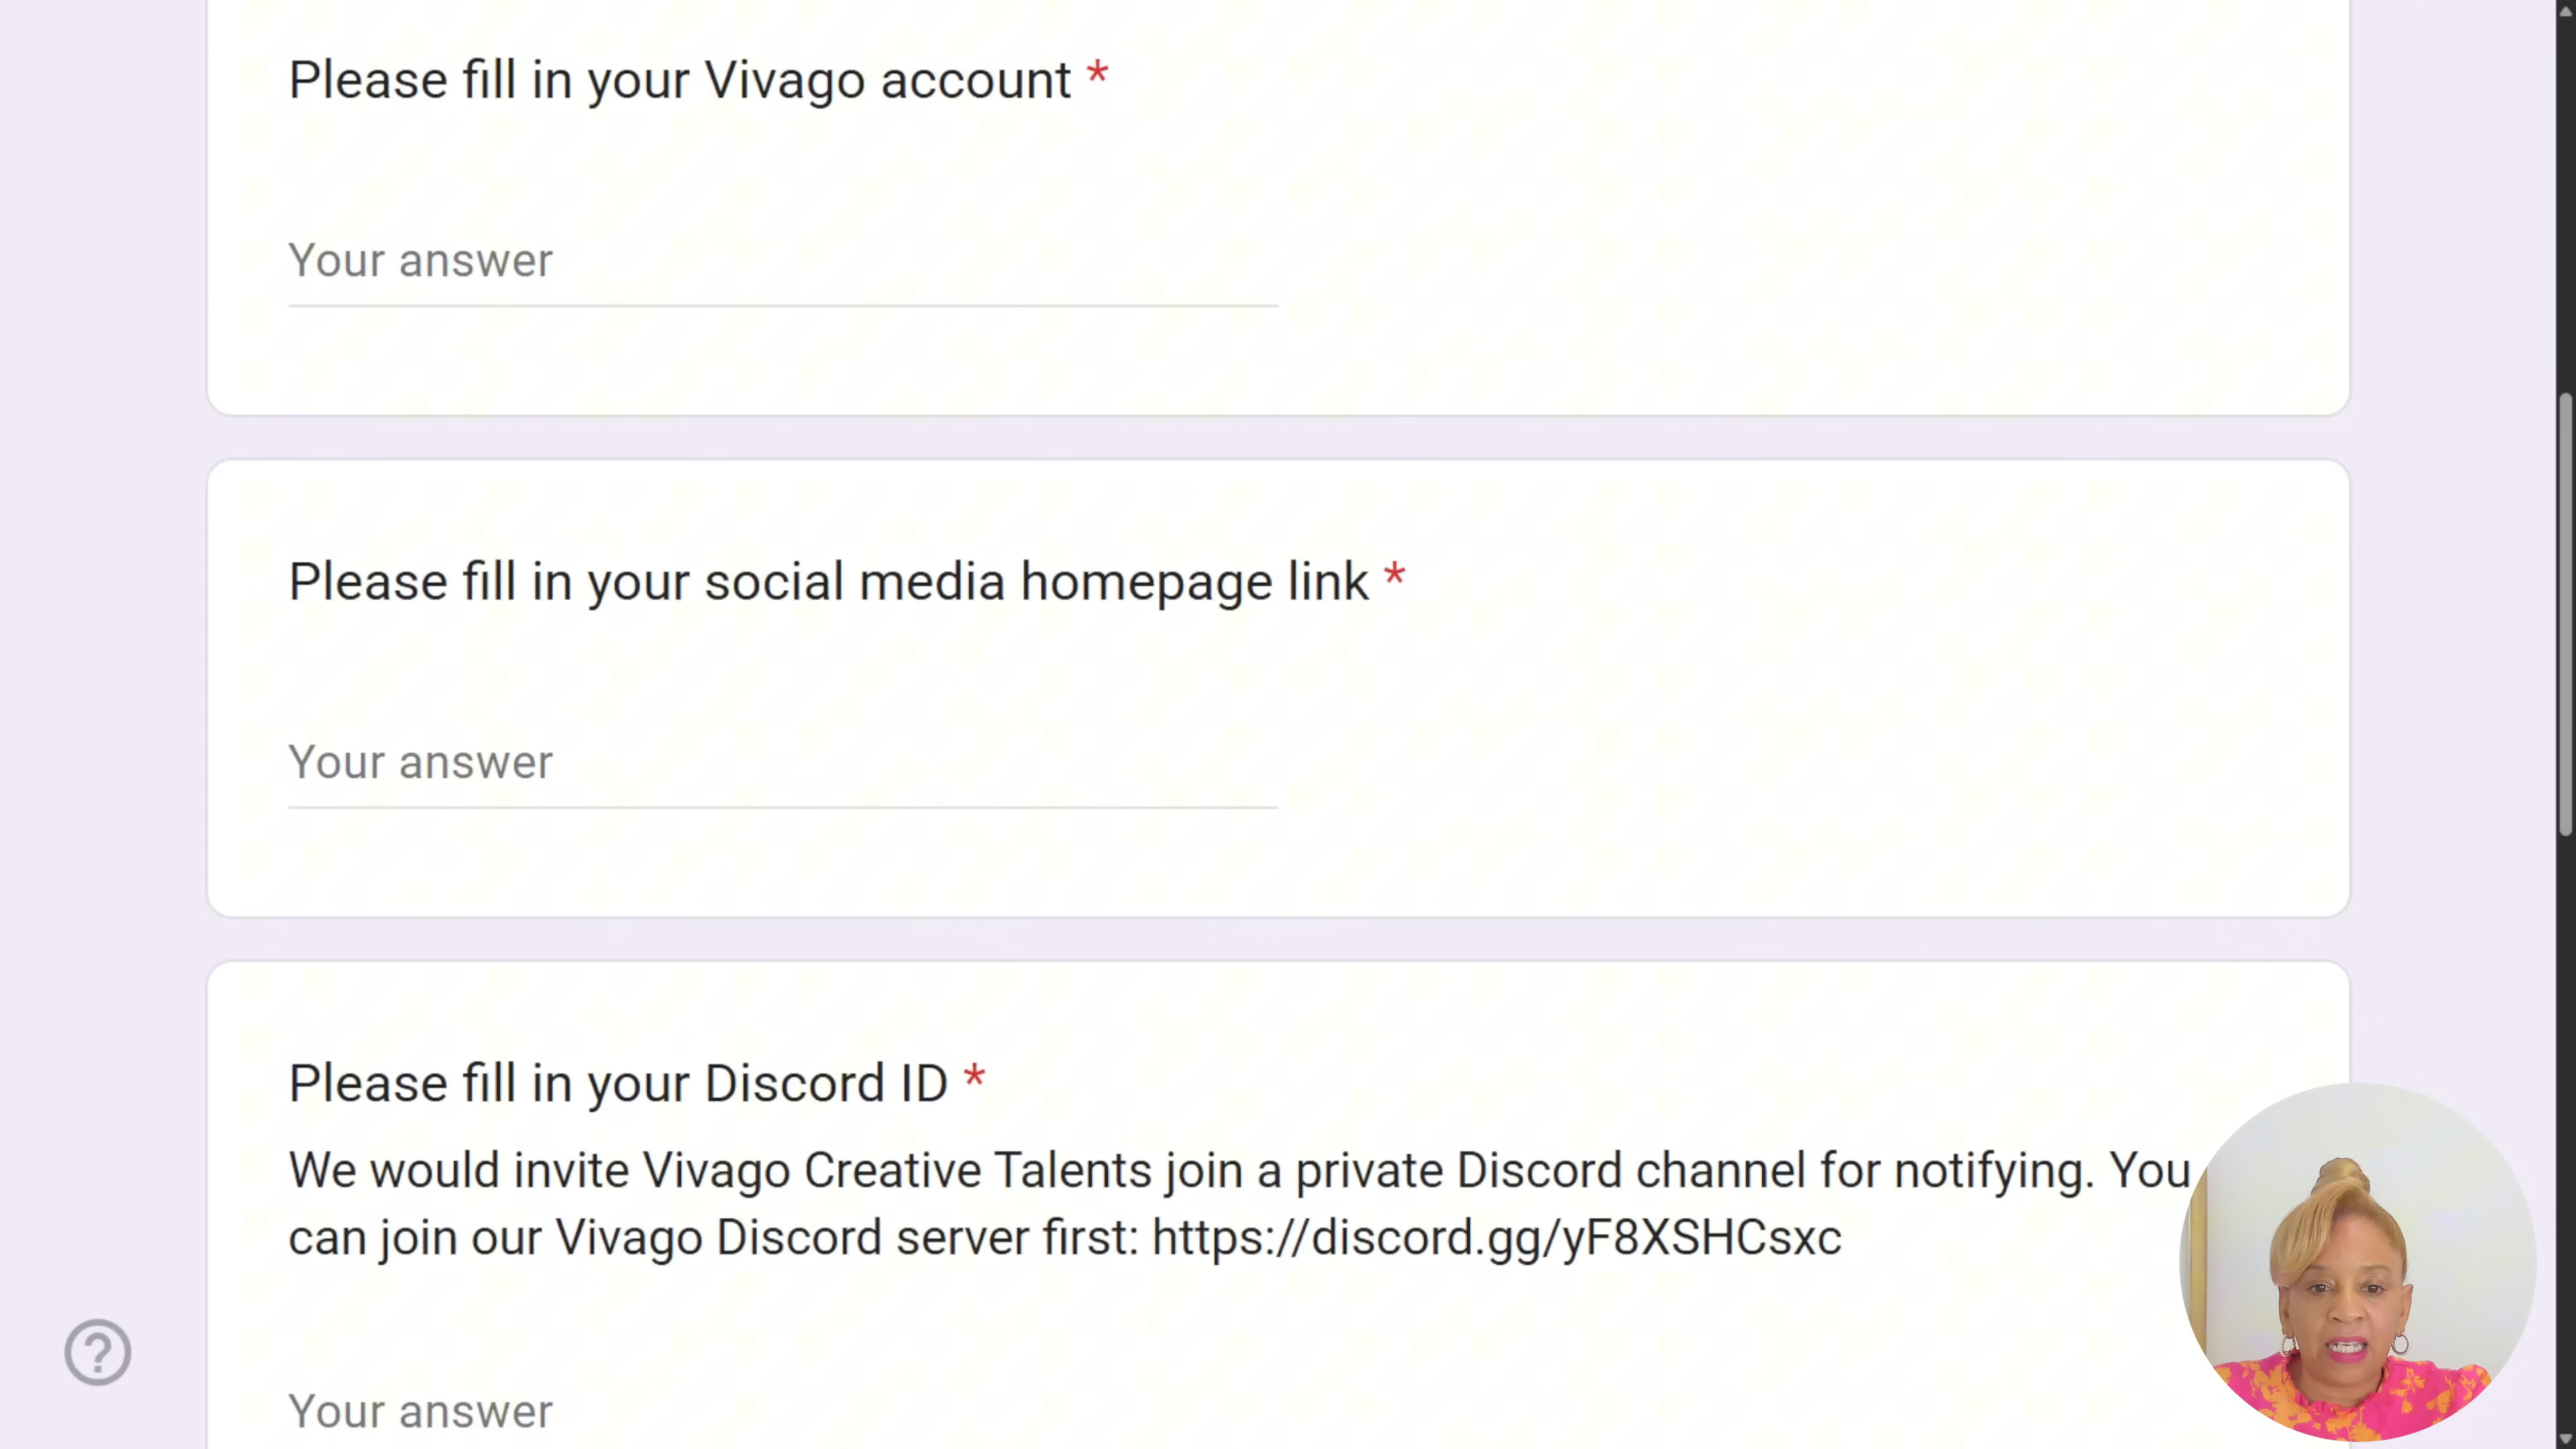 Please fill in your Vivago account *
Your answer
Please fill in your social media homepage link *
Your answer
Please fill in your Discord ID *
We would invite Vivago Creative Talents join a private Discord channel for notifying. You
can join our Vivago Discord server first: https://discord.gg/yF8XSHCsxc
Your answer